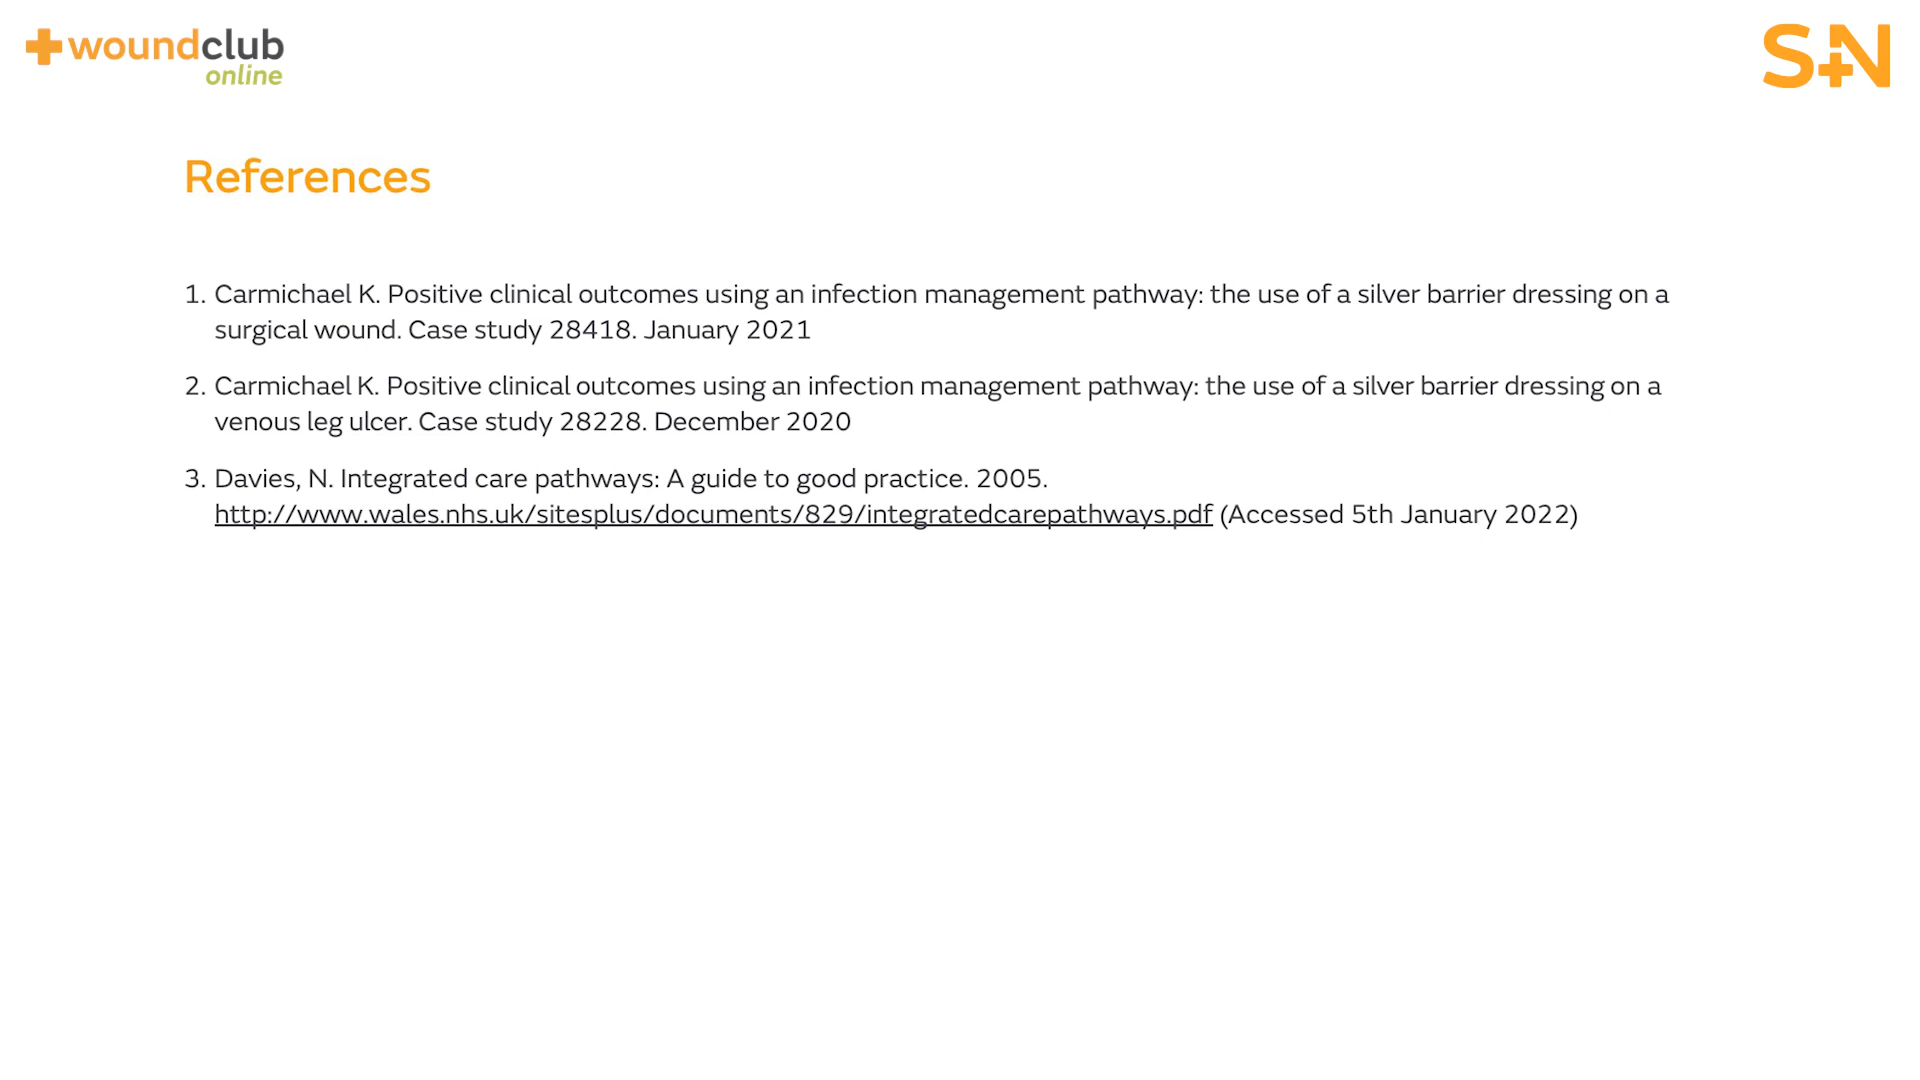 woundclub
online
S+N
References
1. Carmichael K. Positive clinical outcomes using an infection management pathway: the use of a silver barrier dressing on a
surgical wound. Case study 28418. January 2021
2. Carmichael K. Positive clinical outcomes using an infection management pathway: the use of a silver barrier dressing on a
venous leg ulcer. Case study 28228. December 2020
3. Davies, N. Integrated care pathways: A guide to good practice. 2005.
http://www.wales.nhs.uk/sitesplus/documents/829/integratedcarepathways.pdf (Accessed 5th January 2022)